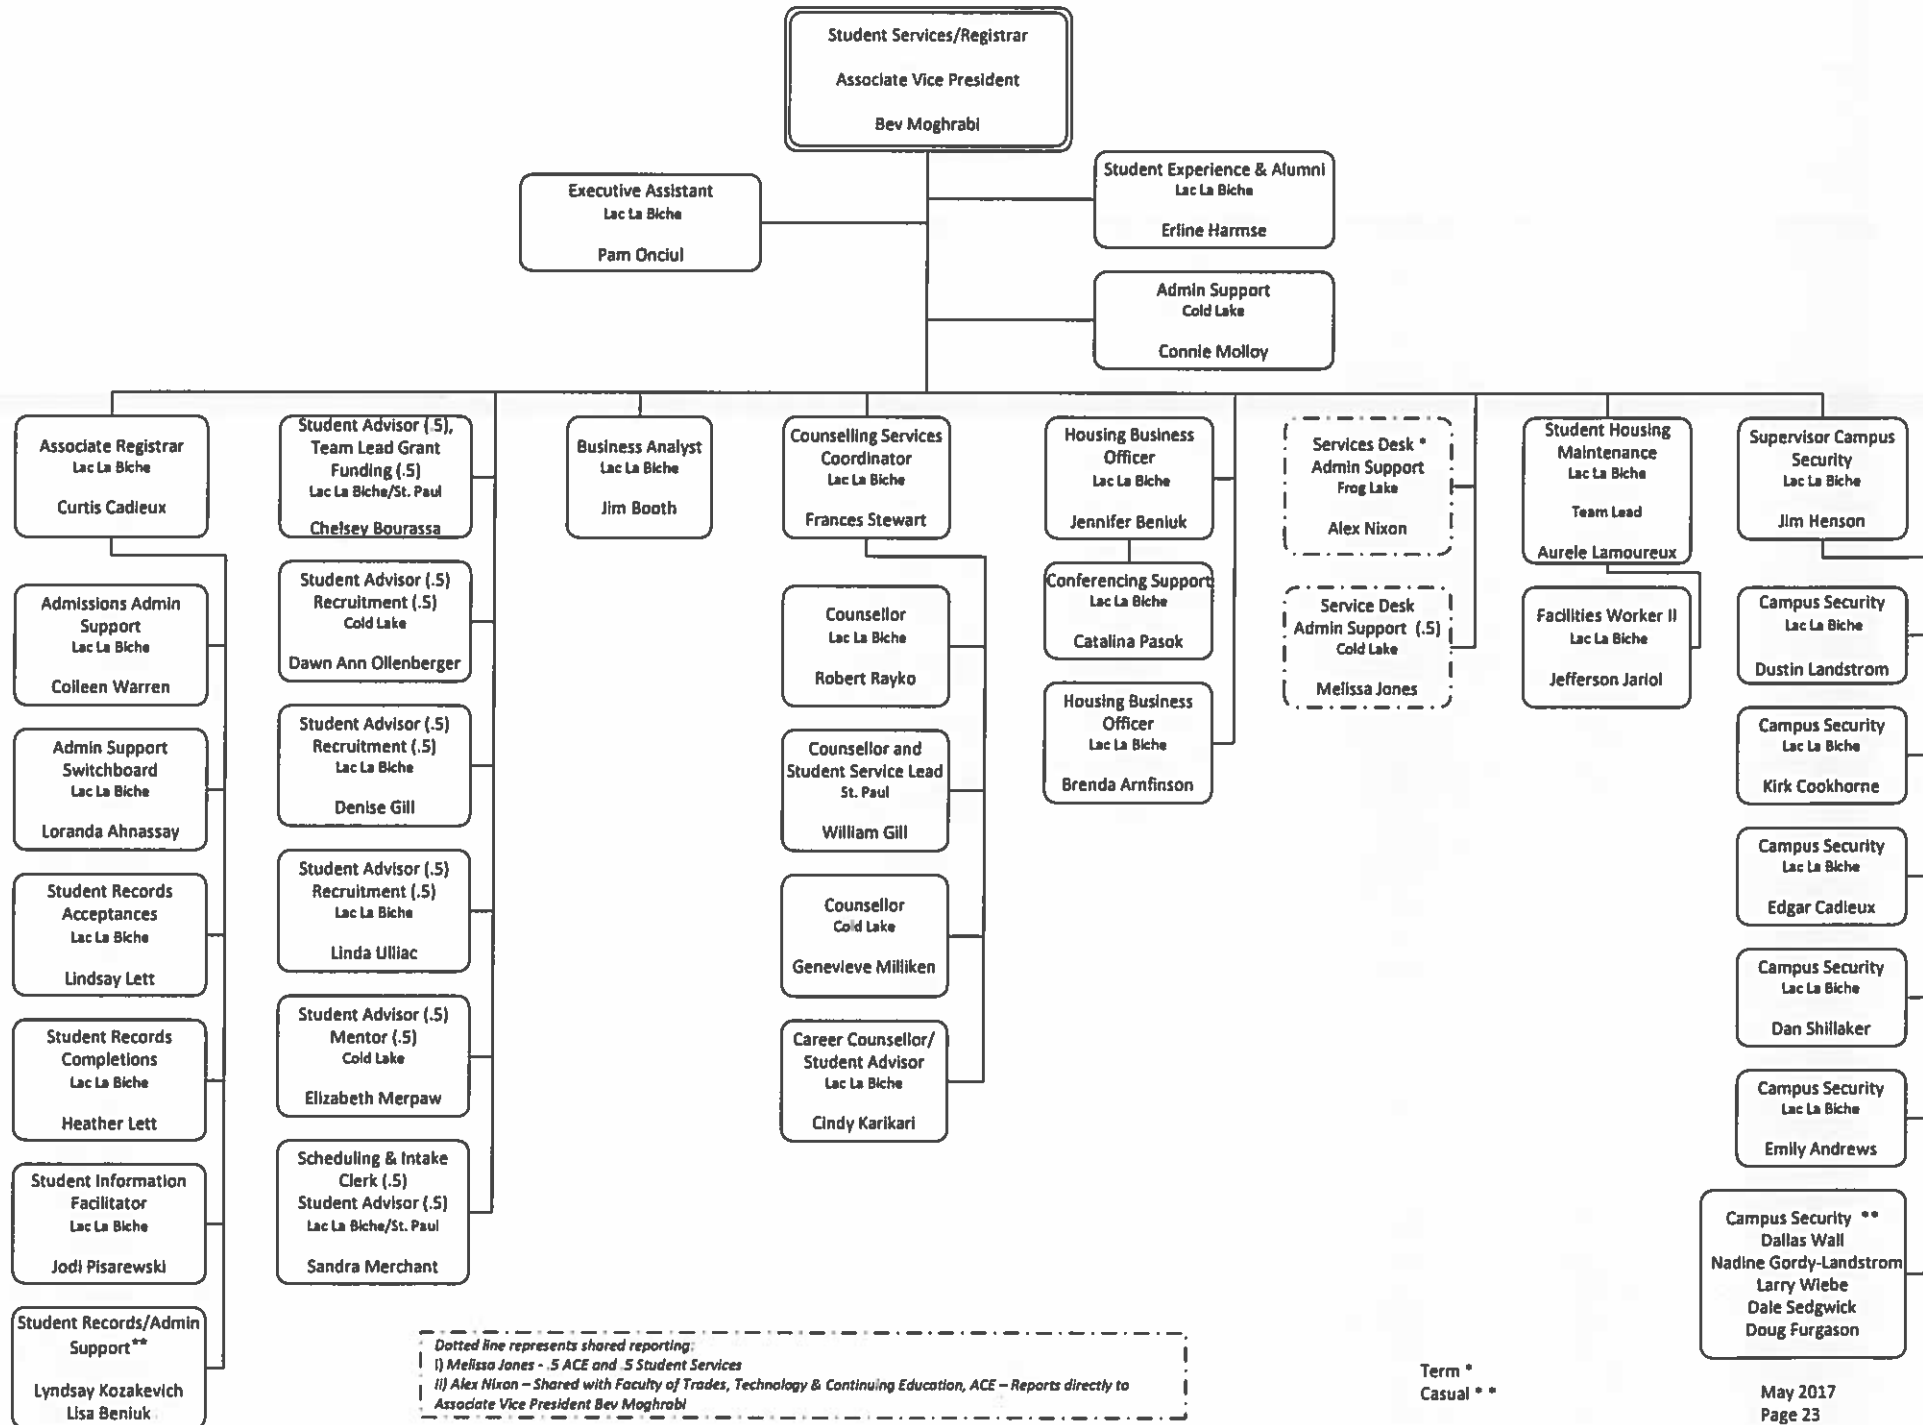 Student Services/Registrar
Associate Vice President
Bev Moghrabi
Executive Assistant
Lac La Biche
Pam Onciul
Student Experience & Alumni
Lac La Biche
Erline Harmse
Admin Support
Cold Lake
Connie Molloy
Associate Registrar
Lac La Biche
Curtis Cadieux
Admissions Admin
Support
Lac La Biche
Colleen Warren
Admin Support
Switchboard
Lac La Biche
Loranda Ahnassay
Student Records
Acceptances
Lac La Biche
Lindsay Lett
Student Records
Completions
Lac La Biche
Heather Lett
Student Information
Facilitator
Lac La Biche
Jodi Pisarewski
Student Records/Admin
Support**
Lyndsay Kozakevich
Lisa Beniuk
Student Advisor (.5),
Team Lead Grant
Funding (.5)
Lac La Biche/St. Paul
Chelsey Bourassa
Student Advisor (.5)
Recruitment (.5)
Cold Lake
Dawn Ann Ollenberger
Student Advisor (.5)
Recruitment (.5)
Lac La Biche
Denise Gill
Student Advisor (.5)
Recruitment (.5)
Lac La Biche
Linda Ulliac
Student Advisor (.5)
Mentor (.5)
Cold Lake
Elizabeth Merpaw
Scheduling & Intake
Clerk (.5)
Student Advisor (.5)
Lac La Biche/St. Paul
Sandra Merchant
Business Analyst
Lac La Biche
Jim Booth
Counselling Services
Coordinator
Lac La Biche
Frances Stewart
Counsellor
Lac La Biche
Robert Rayko
Counsellor and
Student Service Lead
St. Paul
William Gill
Counsellor
Cold Lake
Genevieve Milliken
Career Counsellor/
Student Advisor
Lac La Biche
Cindy Karikari
Housing Business
Officer
Lac La Biche
Jennifer Beniuk
Conferencing Support
Lac La Biche
Catalina Pasok
Housing Business
Officer
Lac La Biche
Brenda Arnfinson
Services Desk *
Admin Support
Frog Lake
Alex Nixon
Service Desk
Admin Support (.5)
Cold Lake
Melissa Jones
Student Housing
Maintenance
Lac La Biche
Team Lead
Aurele Lamoureux
Facilities Worker II
Lac La Biche
Jefferson Jariol
Supervisor Campus
Security
Lac La Biche
Jim Henson
Campus Security
Lac La Biche
Dustin Landstrom
Campus Security
Lac La Biche
Kirk Cookhorne
Campus Security
Lac La Biche
Edgar Cadieux
Campus Security
Lac La Biche
Dan Shillaker
Campus Security
Lac La Biche
Emily Andrews
Campus Security **
Dallas Wall
Nadine Gordy-Landstrom
Larry Wiebe
Dale Sedgwick
Doug Furgason
Dotted line represents shared reporting:
i) Melissa Jones - .5 ACE and .5 Student Services
ii) Alex Nixon – Shared with Faculty of Trades, Technology & Continuing Education, ACE – Reports directly to
Associate Vice President Bev Moghrabi
Term *
Casual * *
May 2017
Page 23